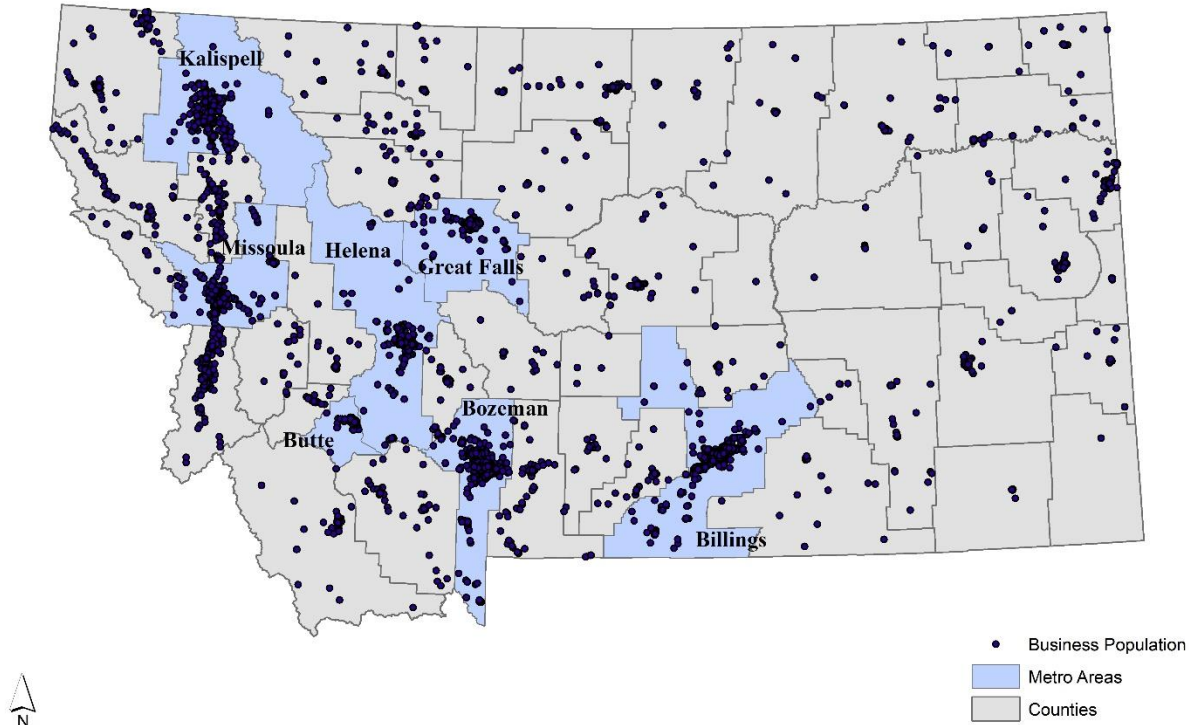 Kalispell
Missoula
Helena
Great Falls
Bozeman
Butte
Billings
Business Population
Metro Areas
Counties
N